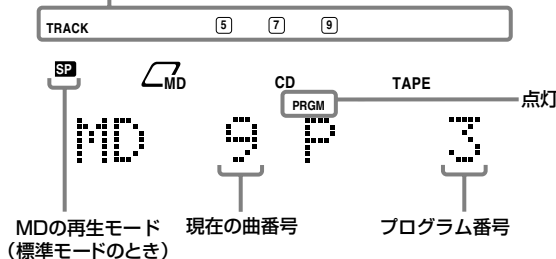 TRACK 5 7 9
SP MD CD TAPE
PRGM 点灯
MD 9 P 3
MDの再生モード 現在の曲番号 プログラム番号
（標準モードのとき）